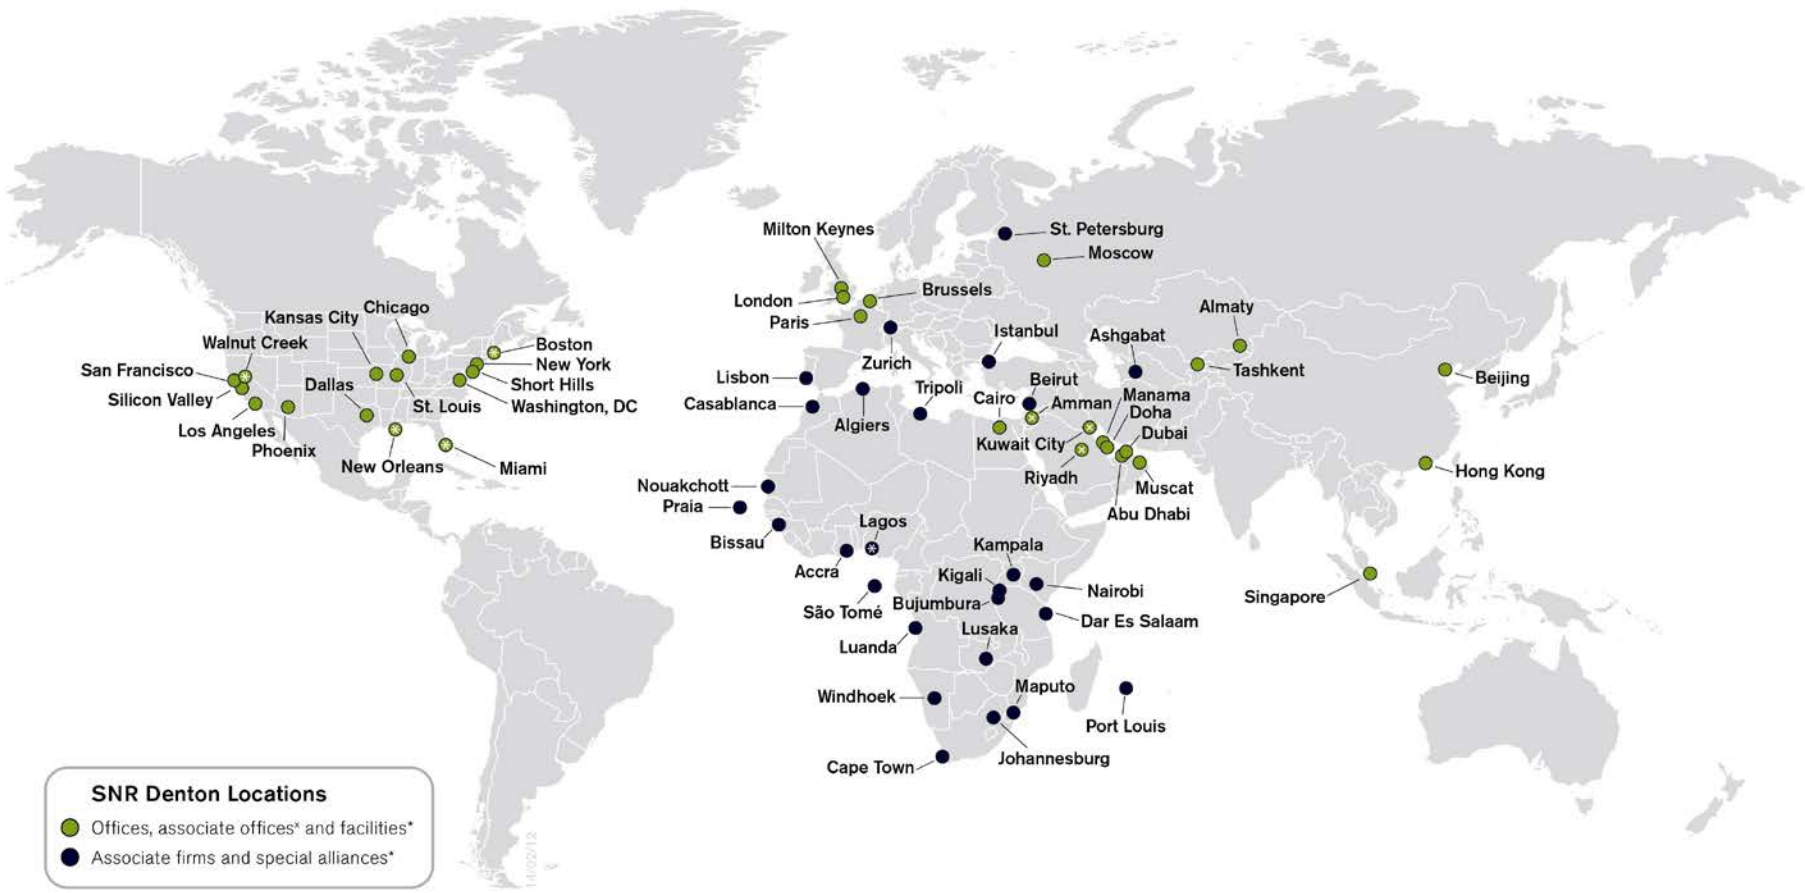 Milton Keynes
St. Petersburg
Moscow
London
Brussels
Paris
Almaty
Istanbul
Ashgabat
Chicago
Kansas City
Walnut Creek
Boston
San Francisco
New York
Zurich
Tashkent
Beijing
Silicon Valley
Dallas
Short Hills
Lisbon
Tripoli
Beirut
Washington, DC
St. Louis
Casablanca
Cairo
Amman
Manama
Doha
Los Angeles
Algiers
Dubai
Phoenix
Kuwait City
New Orleans
Miami
Riyadh
Muscat
Hong Kong
Nouakchott
Praia
Abu Dhabi
Lagos
Bissau
Kampala
Accra
Kigali
Nairobi
Singapore
São Tomé
Bujumbura
Dar Es Salaam
Luanda
Lusaka
Windhoek
Maputo
Port Louis
Johannesburg
Cape Town
SNR Denton Locations
Offices, associate offices˟ and facilities*
Associate firms and special alliances*
14/02/12